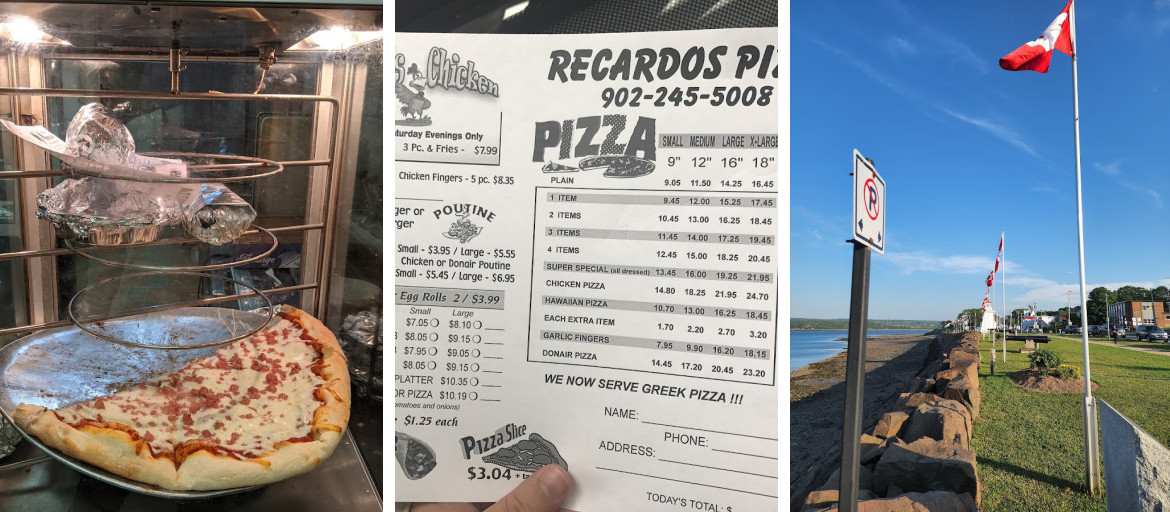 Chicken
RECARDOS
902-245-5008
PIZZA
SMALL MEDIUM LARGE X-LARGE
9" 12" 16" 18"
Evenings Only
3 Pc. & Fries - $7.99
Chicken Fingers - 5 pc. $8.35
PLAIN 9.05 11.50 14.25 16.45
1 ITEM 9.45 12.00 15.25 17.45
2 ITEMS 10.45 13.00 16.25 18.45
3 ITEMS 11.45 14.00 17.25 19.45
4 ITEMS 12.45 15.00 18.25 20.45
SUPER SPECIAL (all dressed) 13.45 16.00 19.25 21.95
CHICKEN PIZZA 14.80 18.25 21.95 24.70
HAWAIIAN PIZZA 10.70 13.00 16.25 18.45
EACH EXTRA ITEM 1.70 2.20 2.70 3.20
GARLIC FINGERS 7.95 9.90 16.20 18.15
DONAIR PIZZA 14.45 17.20 20.45 23.20
or
POUTINE
Small - $3.95 / Large - $5.55
Chicken or Donair Poutine
Small - $5.45 / Large - $6.95
Egg Rolls 2 / $3.99
Small Large
$7.05 $8.10
$8.05 $9.05
$7.95 $9.15
$8.05 $9.05
PLATTER $10.35
OR PIZZA $10.19
and onions)
$1.25 each
WE NOW SERVE GREEK PIZZA !!!
NAME:
PHONE:
ADDRESS:
Pizza Slice
$3.04
TODAY'S TOTAL: $
P